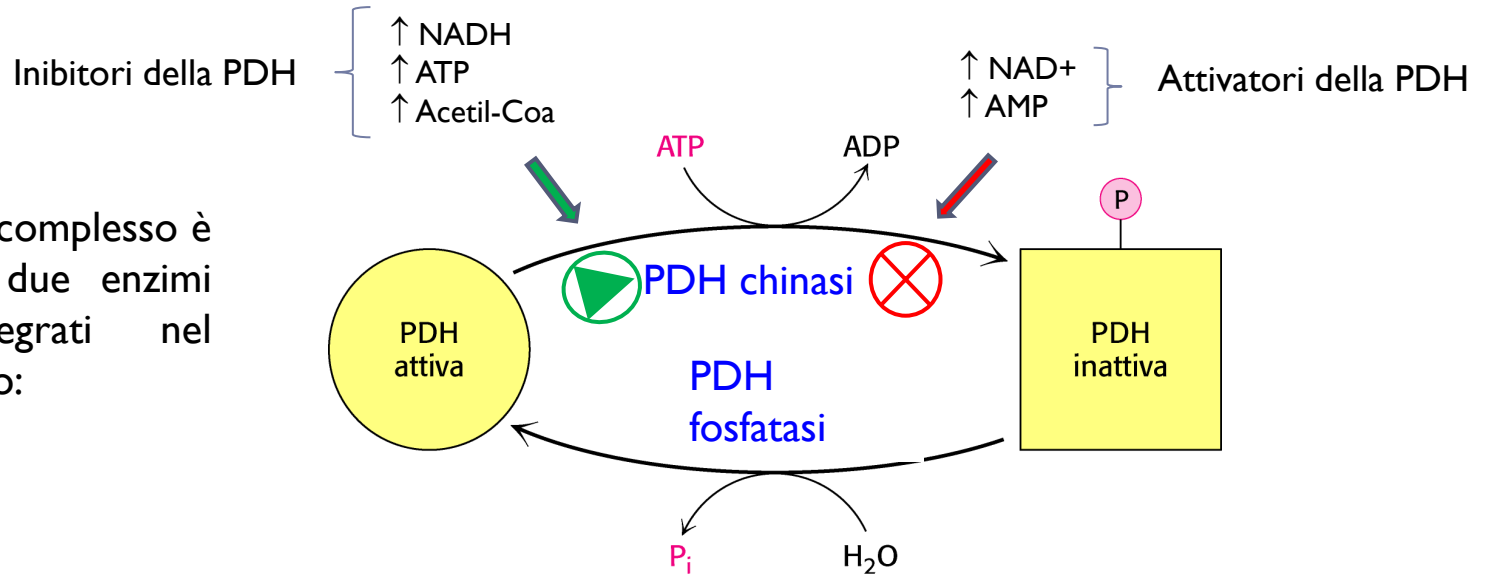 Inibitori della PDH
↑ NADH
↑ ATP
↑ Acetil-Coa
↑ NAD+
↑ AMP
Attivatori della PDH
complesso è
due enzimi
egrati nel
o:
ATP
ADP
P
PDH chinasi
PDH
attiva
PDH
inattiva
PDH
fosfatasi
Pi
H2O